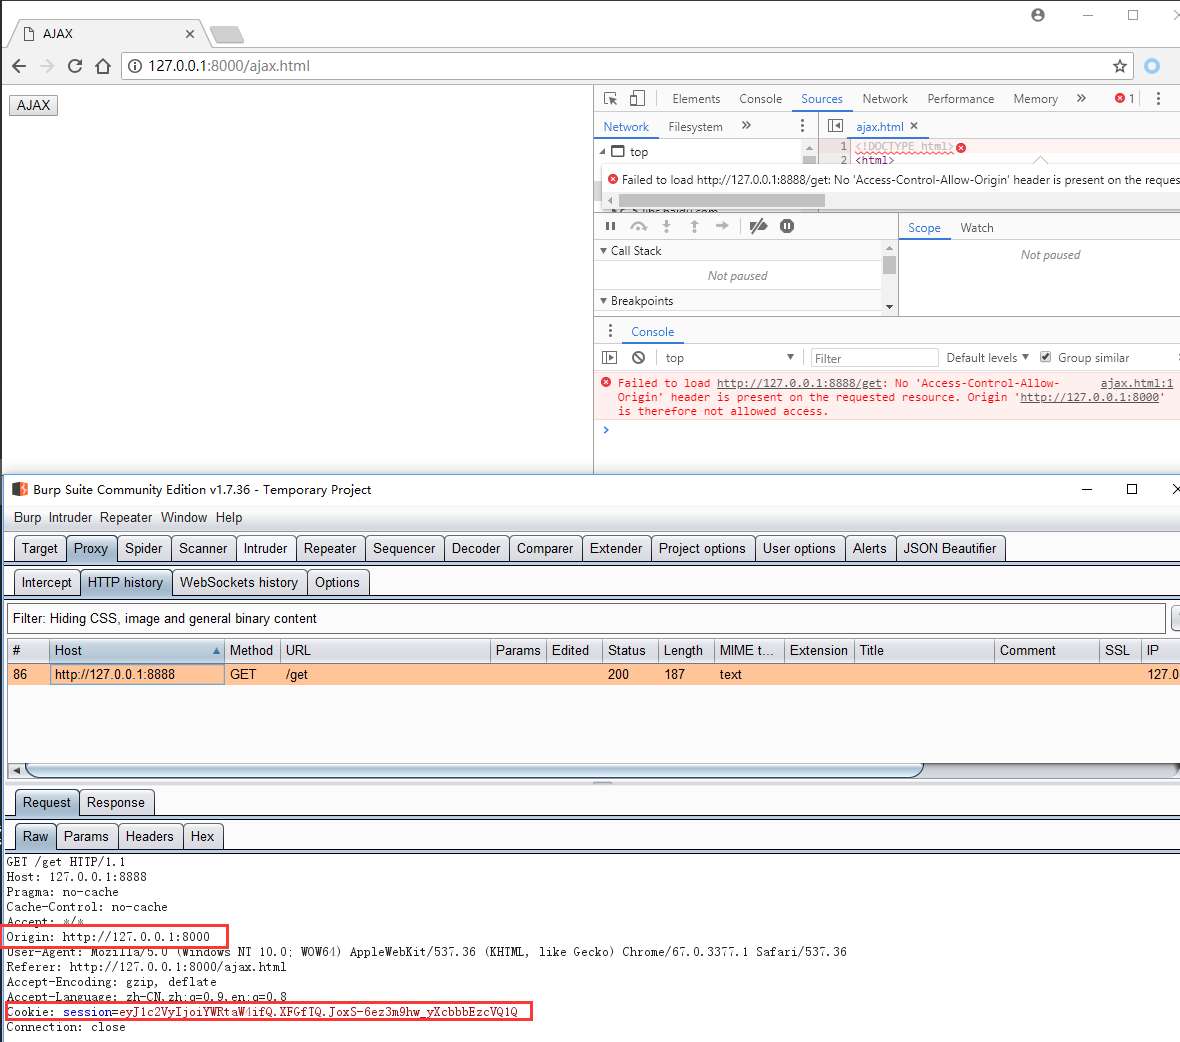 AJAX
127.0.0.1:8000/ajax.html
AJAX
Elements Console Sources Network Performance Memory » 1
Network Filesystem » ajax.html ×
top
1 <!DOCTYPE html>
2 <html>
Failed to load http://127.0.0.1:8888/get: No 'Access-Control-Allow-Origin' header is present on the reques
Scope Watch
Call Stack
Not paused
Not paused
Breakpoints
Console
top Filter Default levels ▼ Group similar
Failed to load http://127.0.0.1:8888/get: No 'Access-Control-Allow- ajax.html:1
Origin' header is present on the requested resource. Origin 'http://127.0.0.1:8000'
is therefore not allowed access.
Burp Suite Community Edition v1.7.36 - Temporary Project
Burp Intruder Repeater Window Help
Target Proxy Spider Scanner Intruder Repeater Sequencer Decoder Comparer Extender Project options User options Alerts JSON Beautifier
Intercept HTTP history WebSockets history Options
Filter: Hiding CSS, image and general binary content
# Host Method URL Params Edited Status Length MIME t... Extension Title Comment SSL IP
86 http://127.0.0.1:8888 GET /get 200 187 text 127.0
Request Response
Raw Params Headers Hex
GET /get HTTP/1.1
Host: 127.0.0.1:8888
Pragma: no-cache
Cache-Control: no-cache
Accept: */*
Origin: http://127.0.0.1:8000
User-Agent: Mozilla/5.0 (Windows NT 10.0; WOW64) AppleWebKit/537.36 (KHTML, like Gecko) Chrome/67.0.3377.1 Safari/537.36
Referer: http://127.0.0.1:8000/ajax.html
Accept-Encoding: gzip, deflate
Accept-Language: zh-CN,zh;q=0.9,en;q=0.8
Cookie: session=eyJ1c2VyIjoiYWRtaW4ifQ.XFGfTQ.JoxS-6ez3m9hw_yXcbbbEzcVQ1Q
Connection: close